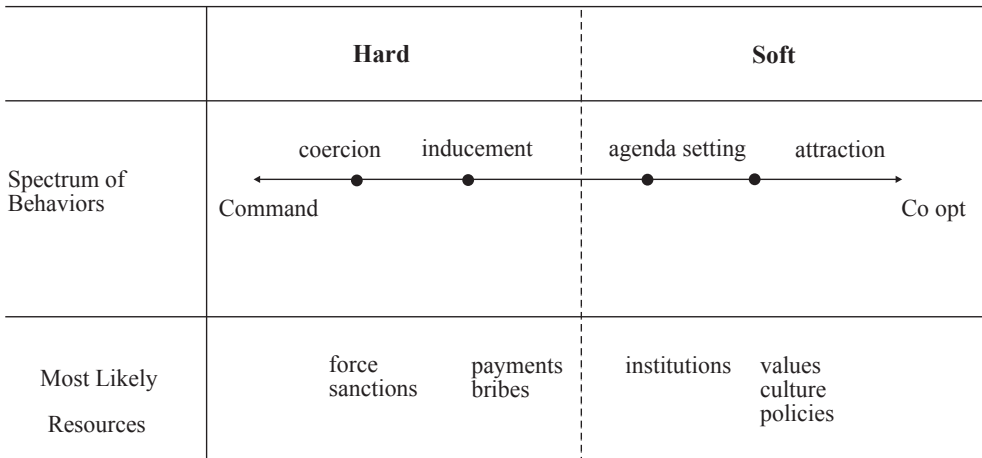 Hard Soft
coercion inducement agenda setting attraction
Spectrum of
Behaviors
Command Co opt
Most Likely
Resources
force
sanctions
payments
bribes
institutions
values
culture
policies